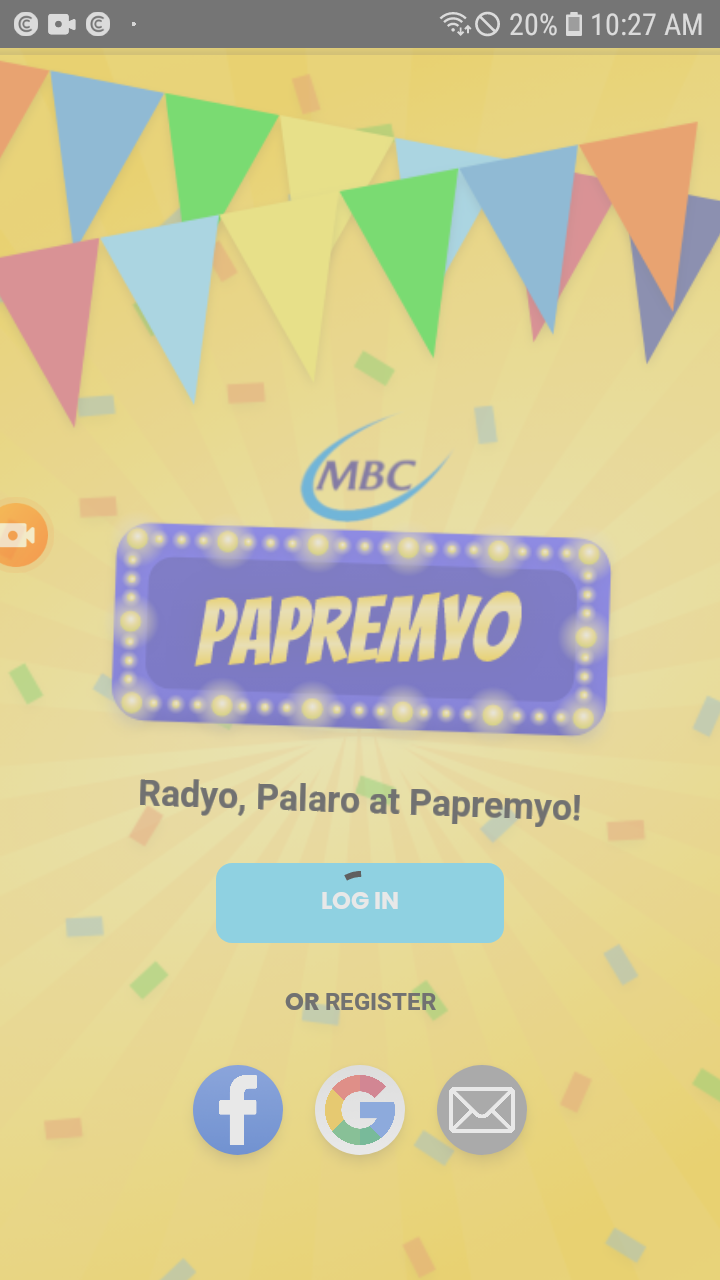 20% 10:27 AM
MBC
PAPREMYO
Radyo, Palaro at Papremyo!
LOG IN
OR REGISTER